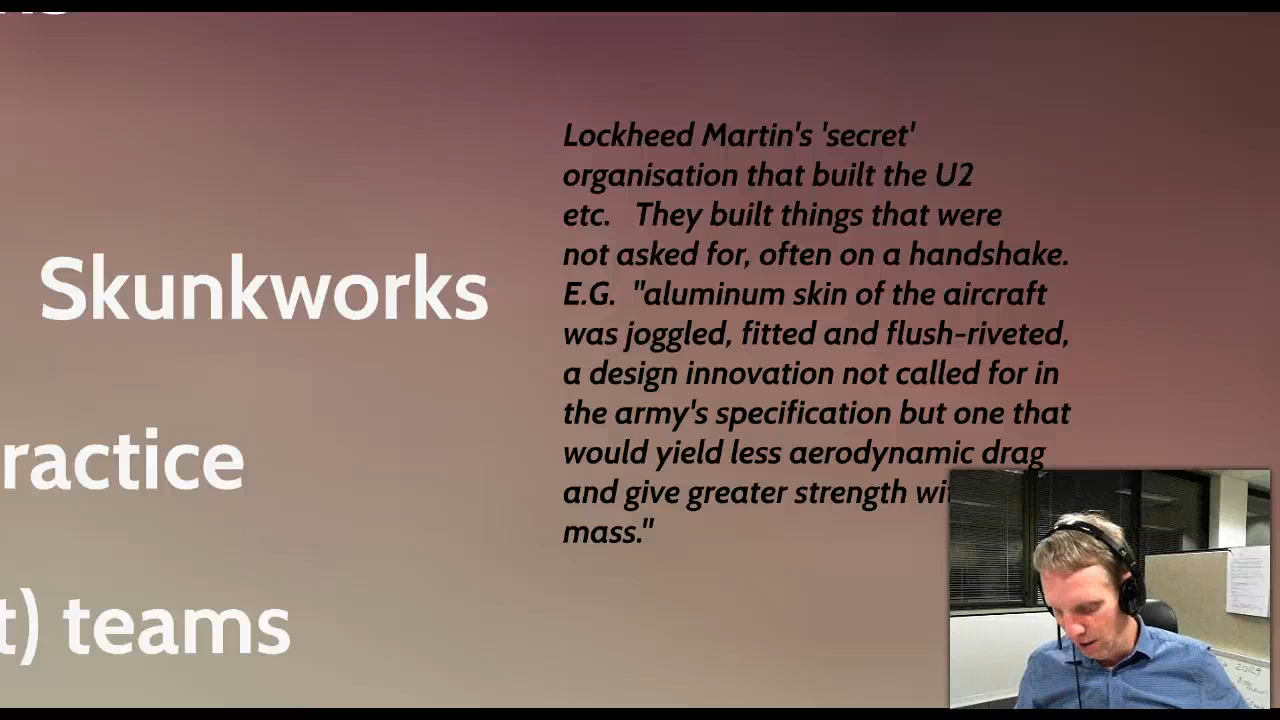 Skunkworks
ractice
t) teams
Lockheed Martin's 'secret'
organisation that built the U2
etc.   They built things that were
not asked for, often on a handshake.
E.G.  "aluminum skin of the aircraft
was joggled, fitted and flush-riveted,
a design innovation not called for in
the army's specification but one that
would yield less aerodynamic drag
and give greater strength wi
mass."